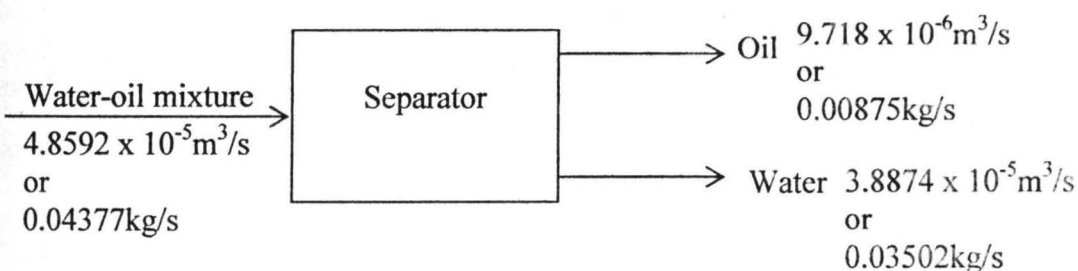 Water-oil mixture
4.8592 x 10⁻⁵m³/s
or
0.04377kg/s
Separator
Oil 9.718 x 10⁻⁶m³/s
or
0.00875kg/s
Water 3.8874 x 10⁻⁵m³/s
or
0.03502kg/s